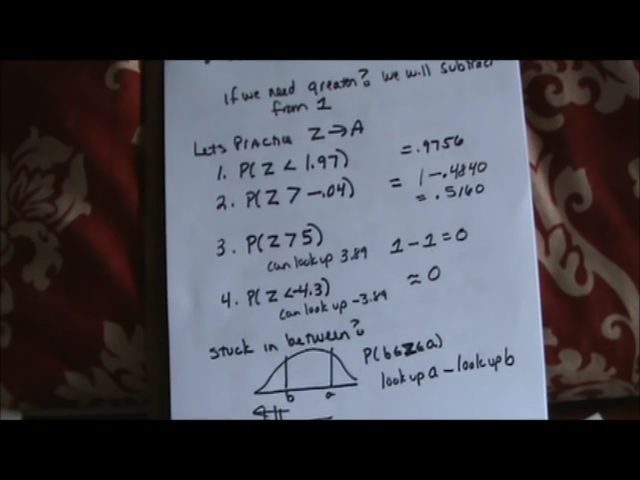 If we need greater? we will subtract
from 1
Lets Practice Z → A
1. P(Z < 1.97) = .9756
2. P(Z > -.04) = 1 - .4840
= .5160
3. P(Z > 5) 1 - 1 = 0
can look up 3.89
4. P(Z < -4.3) ≈ 0
can look up -3.89
Stuck in between?
P(b ≤ Z ≤ a)
look up a - look up b
b a